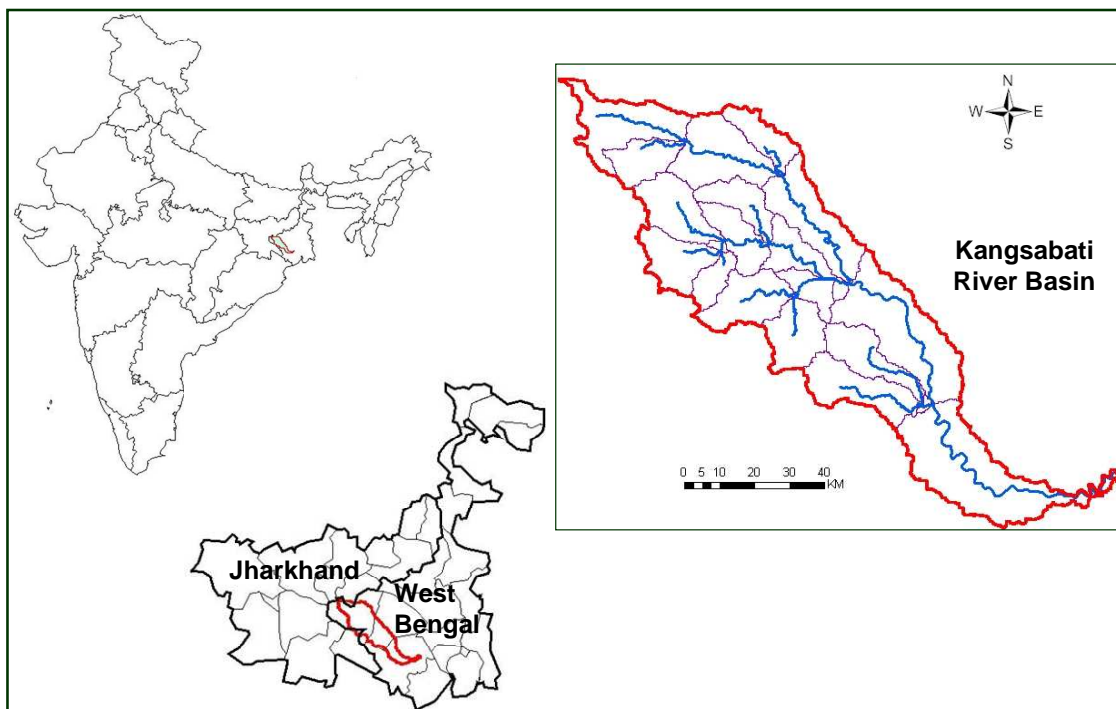 N
W E
S
Kangsabati
River Basin
0 5 10 20 30 40
KM
Jharkhand
West
Bengal